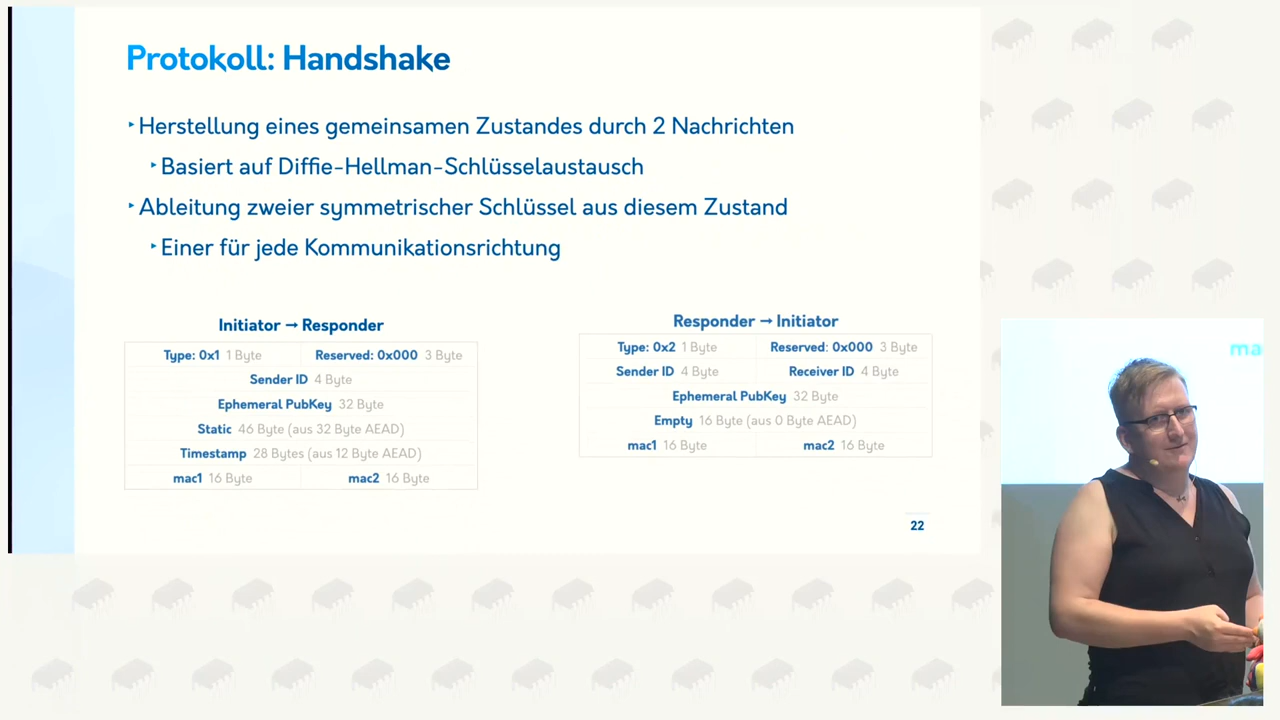 Protokoll: Handshake
‣ Herstellung eines gemeinsamen Zustandes durch 2 Nachrichten
‣ Basiert auf Diffie-Hellman-Schlüsselaustausch
‣ Ableitung zweier symmetrischer Schlüssel aus diesem Zustand
‣ Einer für jede Kommunikationsrichtung
Initiator → Responder
Type: 0x1 1 Byte Reserved: 0x000 3 Byte
Sender ID 4 Byte
Ephemeral PubKey 32 Byte
Static 46 Byte (aus 32 Byte AEAD)
Timestamp 28 Bytes (aus 12 Byte AEAD)
mac1 16 Byte mac2 16 Byte
Responder → Initiator
Type: 0x2 1 Byte Reserved: 0x000 3 Byte
Sender ID 4 Byte Receiver ID 4 Byte
Ephemeral PubKey 32 Byte
Empty 16 Byte (aus 0 Byte AEAD)
mac1 16 Byte mac2 16 Byte
22
ma